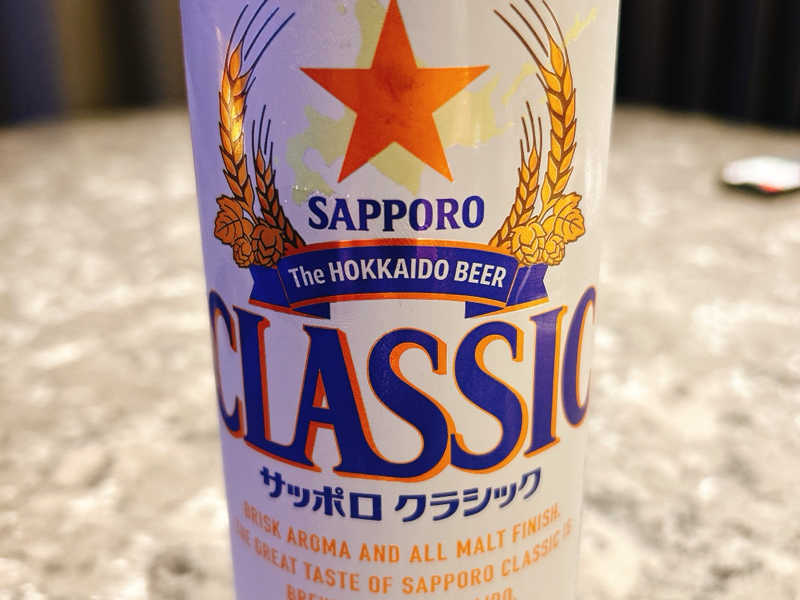 SAPPORO
The HOKKAIDO BEER
CLASSIC
サッポロ クラシック
BRISK AROMA AND ALL MALT FINISH.
THE GREAT TASTE OF SAPPORO CLASSIC IS